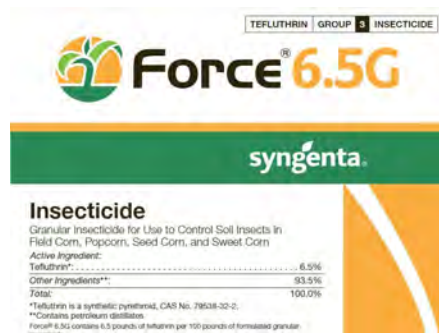 TEFLUTHRIN GROUP 3 INSECTICIDE
Force® 6.5G
syngenta®
Insecticide
Granular Insecticide for Use to Control Soil Insects in
Field Corn, Popcorn, Seed Corn, and Sweet Corn
Active Ingredient:
Tefluthrin*: 6.5%
Other Ingredients**: 93.5%
Total: 100.0%
*Tefluthrin is a synthetic pyrethroid, CAS No. 79538-32-2.
**Contains petroleum distillates.
Force® 6.5G contains 6.5 pounds of tefluthrin per 100 pounds of formulated granular